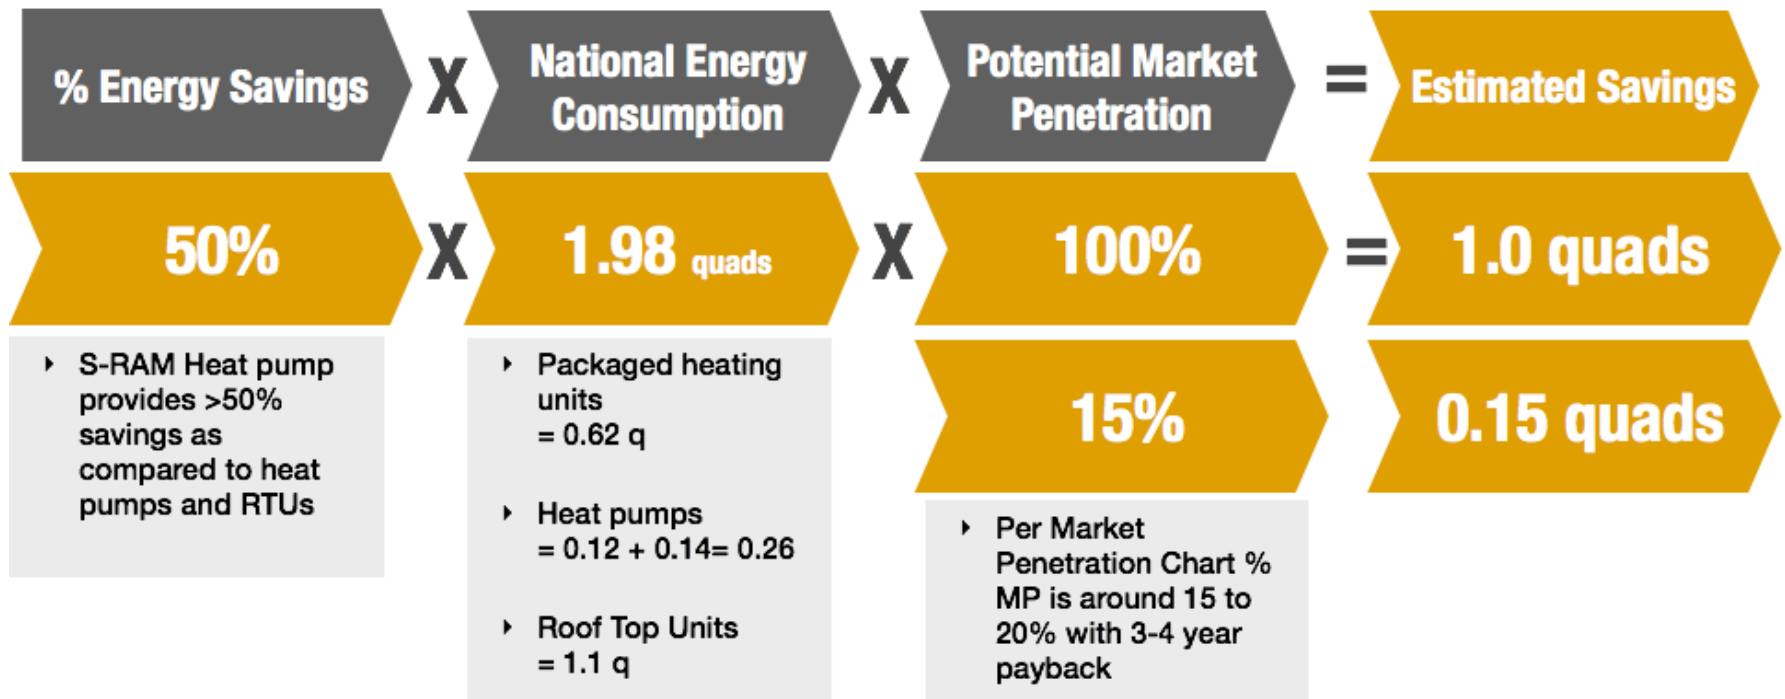 % Energy Savings
X
National Energy
Consumption
X
Potential Market
Penetration
=
Estimated Savings
50%
X
1.98 quads
X
100%
=
1.0 quads
‣ S-RAM Heat pump
provides >50%
savings as
compared to heat
pumps and RTUs
‣ Packaged heating
units
= 0.62 q
‣ Heat pumps
= 0.12 + 0.14= 0.26
‣ Roof Top Units
= 1.1 q
15%
0.15 quads
‣ Per Market
Penetration Chart %
MP is around 15 to
20% with 3-4 year
payback